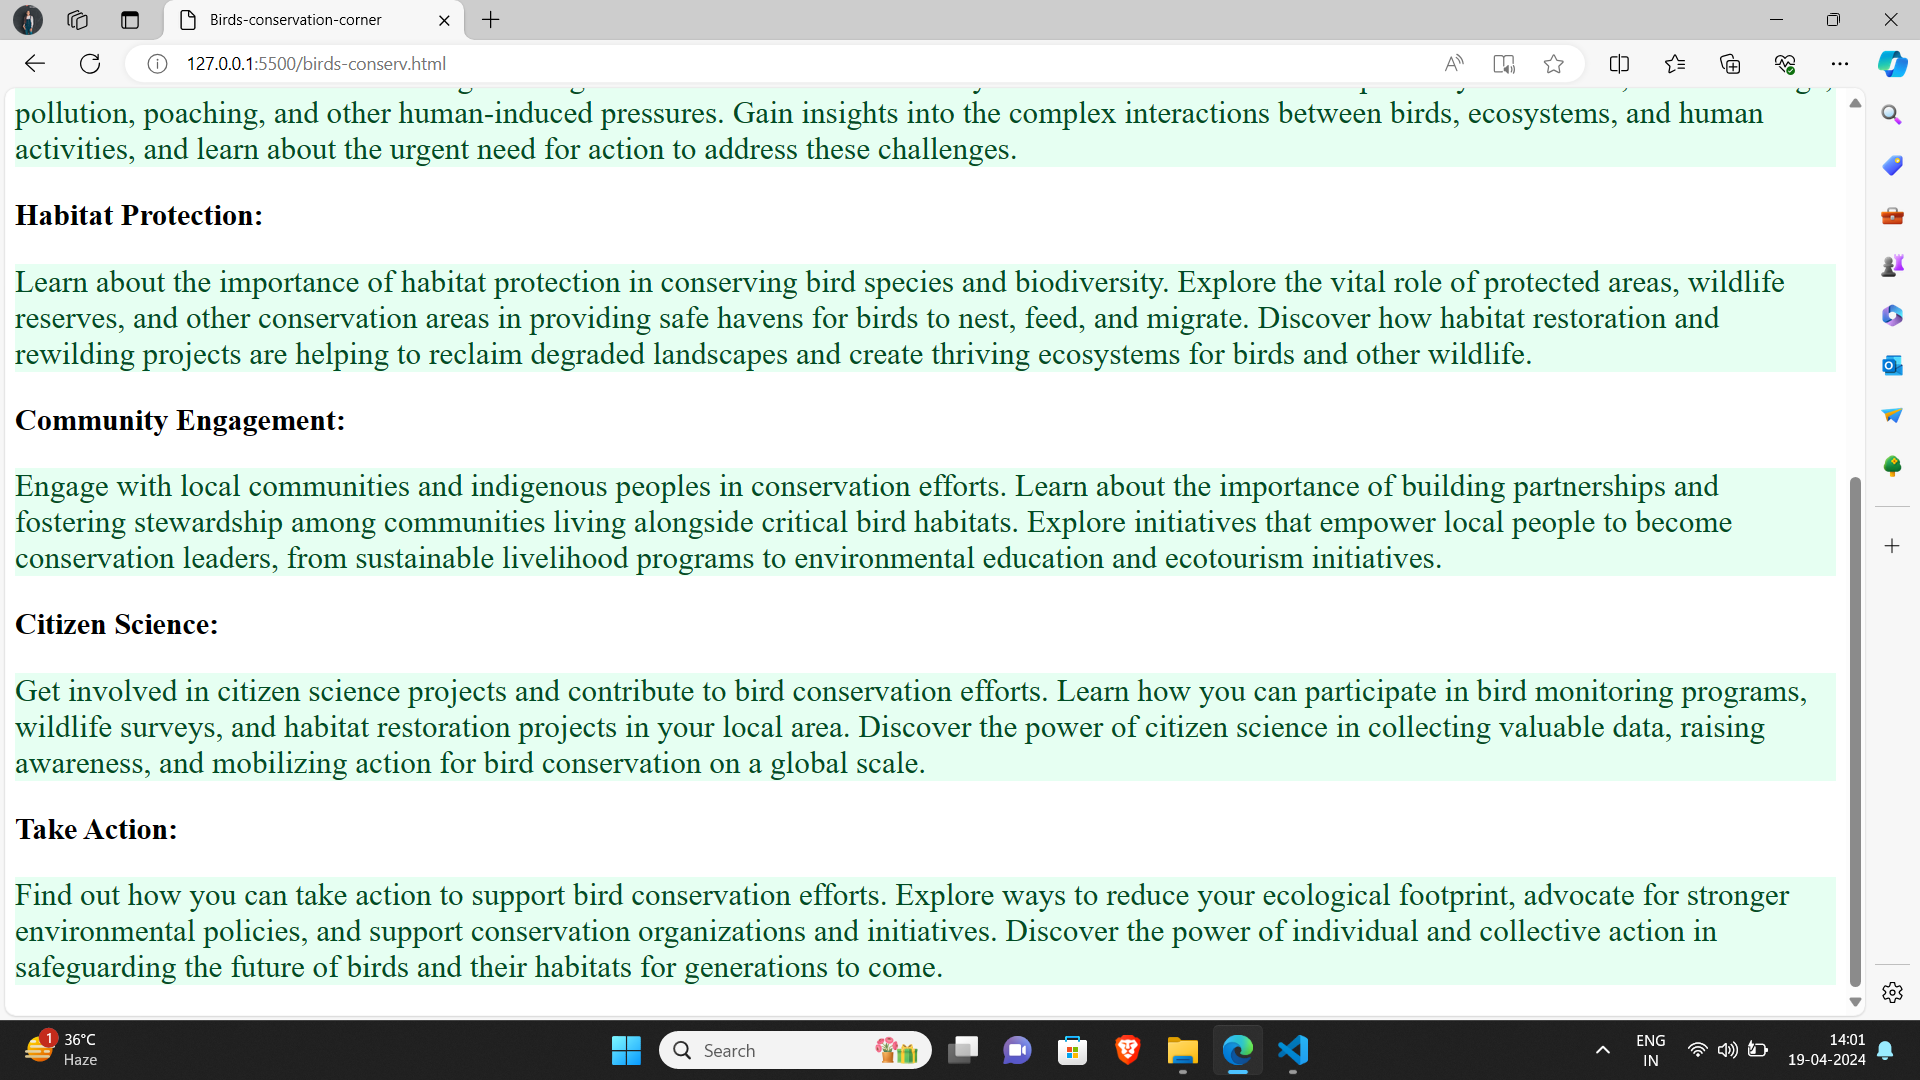 Birds-conservation-corner
127.0.0.1:5500/birds-conserv.html
pollution, poaching, and other human-induced pressures. Gain insights into the complex interactions between birds, ecosystems, and human
activities, and learn about the urgent need for action to address these challenges.
Habitat Protection:
Learn about the importance of habitat protection in conserving bird species and biodiversity. Explore the vital role of protected areas, wildlife
reserves, and other conservation areas in providing safe havens for birds to nest, feed, and migrate. Discover how habitat restoration and
rewilding projects are helping to reclaim degraded landscapes and create thriving ecosystems for birds and other wildlife.
Community Engagement:
Engage with local communities and indigenous peoples in conservation efforts. Learn about the importance of building partnerships and
fostering stewardship among communities living alongside critical bird habitats. Explore initiatives that empower local people to become
conservation leaders, from sustainable livelihood programs to environmental education and ecotourism initiatives.
Citizen Science:
Get involved in citizen science projects and contribute to bird conservation efforts. Learn how you can participate in bird monitoring programs,
wildlife surveys, and habitat restoration projects in your local area. Discover the power of citizen science in collecting valuable data, raising
awareness, and mobilizing action for bird conservation on a global scale.
Take Action:
Find out how you can take action to support bird conservation efforts. Explore ways to reduce your ecological footprint, advocate for stronger
environmental policies, and support conservation organizations and initiatives. Discover the power of individual and collective action in
safeguarding the future of birds and their habitats for generations to come.
1
36°C
Haze
Search
ENG
IN
14:01
19-04-2024